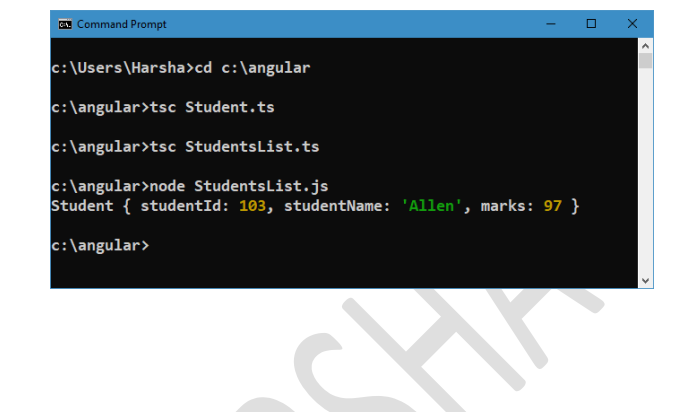 Command Prompt
c:\Users\Harsha>cd c:\angular
c:\angular>tsc Student.ts
c:\angular>tsc StudentsList.ts
c:\angular>node StudentsList.js
Student { studentId: 103, studentName: 'Allen', marks: 97 }
c:\angular>